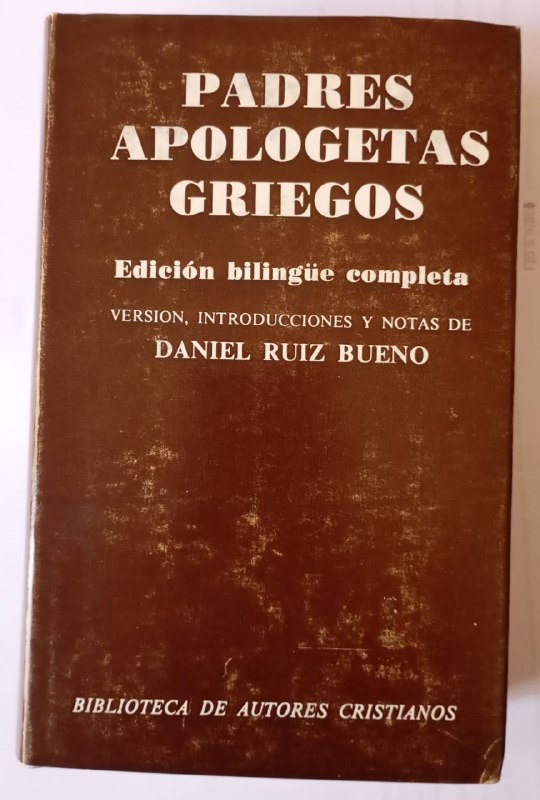 PADRES
APOLOGETAS
GRIEGOS
Edición bilingüe completa
VERSION, INTRODUCCIONES Y NOTAS DE
DANIEL RUIZ BUENO
BIBLIOTECA DE AUTORES CRISTIANOS